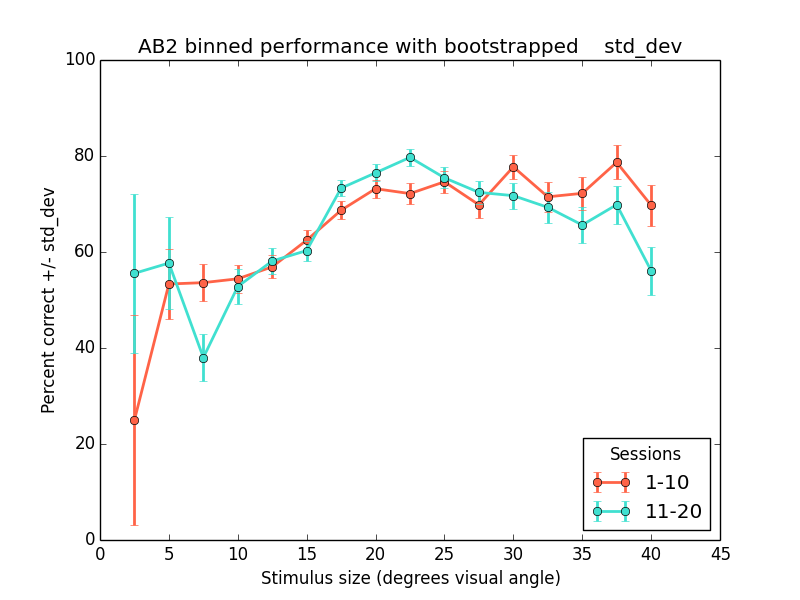 AB2 binned performance with bootstrapped    std_dev
Percent correct +/- std_dev
100
80
60
40
20
0
Sessions
1-10
11-20
0 5 10 15 20 25 30 35 40 45
Stimulus size (degrees visual angle)